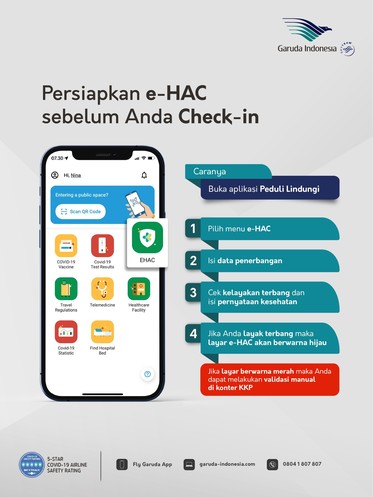 Garuda Indonesia
Persiapkan e-HAC
sebelum Anda Check-in
07.30
Hi, Nina
Entering a public space?
Scan QR Code
EHAC
COVID-19
Vaccine
Covid-19
Test Results
Travel
Regulations
Telemedicine
Healthcare
Facility
Covid-19
Statistic
Find Hospital
Bed
Caranya
Buka aplikasi Peduli Lindungi
1 Pilih menu e-HAC
2 Isi data penerbangan
3 Cek kelayakan terbang dan
isi pernyataan kesehatan
4 Jika Anda layak terbang maka
layar e-HAC akan berwarna hijau
Jika layar berwarna merah maka Anda
dapat melakukan validasi manual
di konter KKP
5-STAR
COVID-19 AIRLINE
SAFETY RATING
Fly Garuda App
garuda-indonesia.com
0804 1 807 807